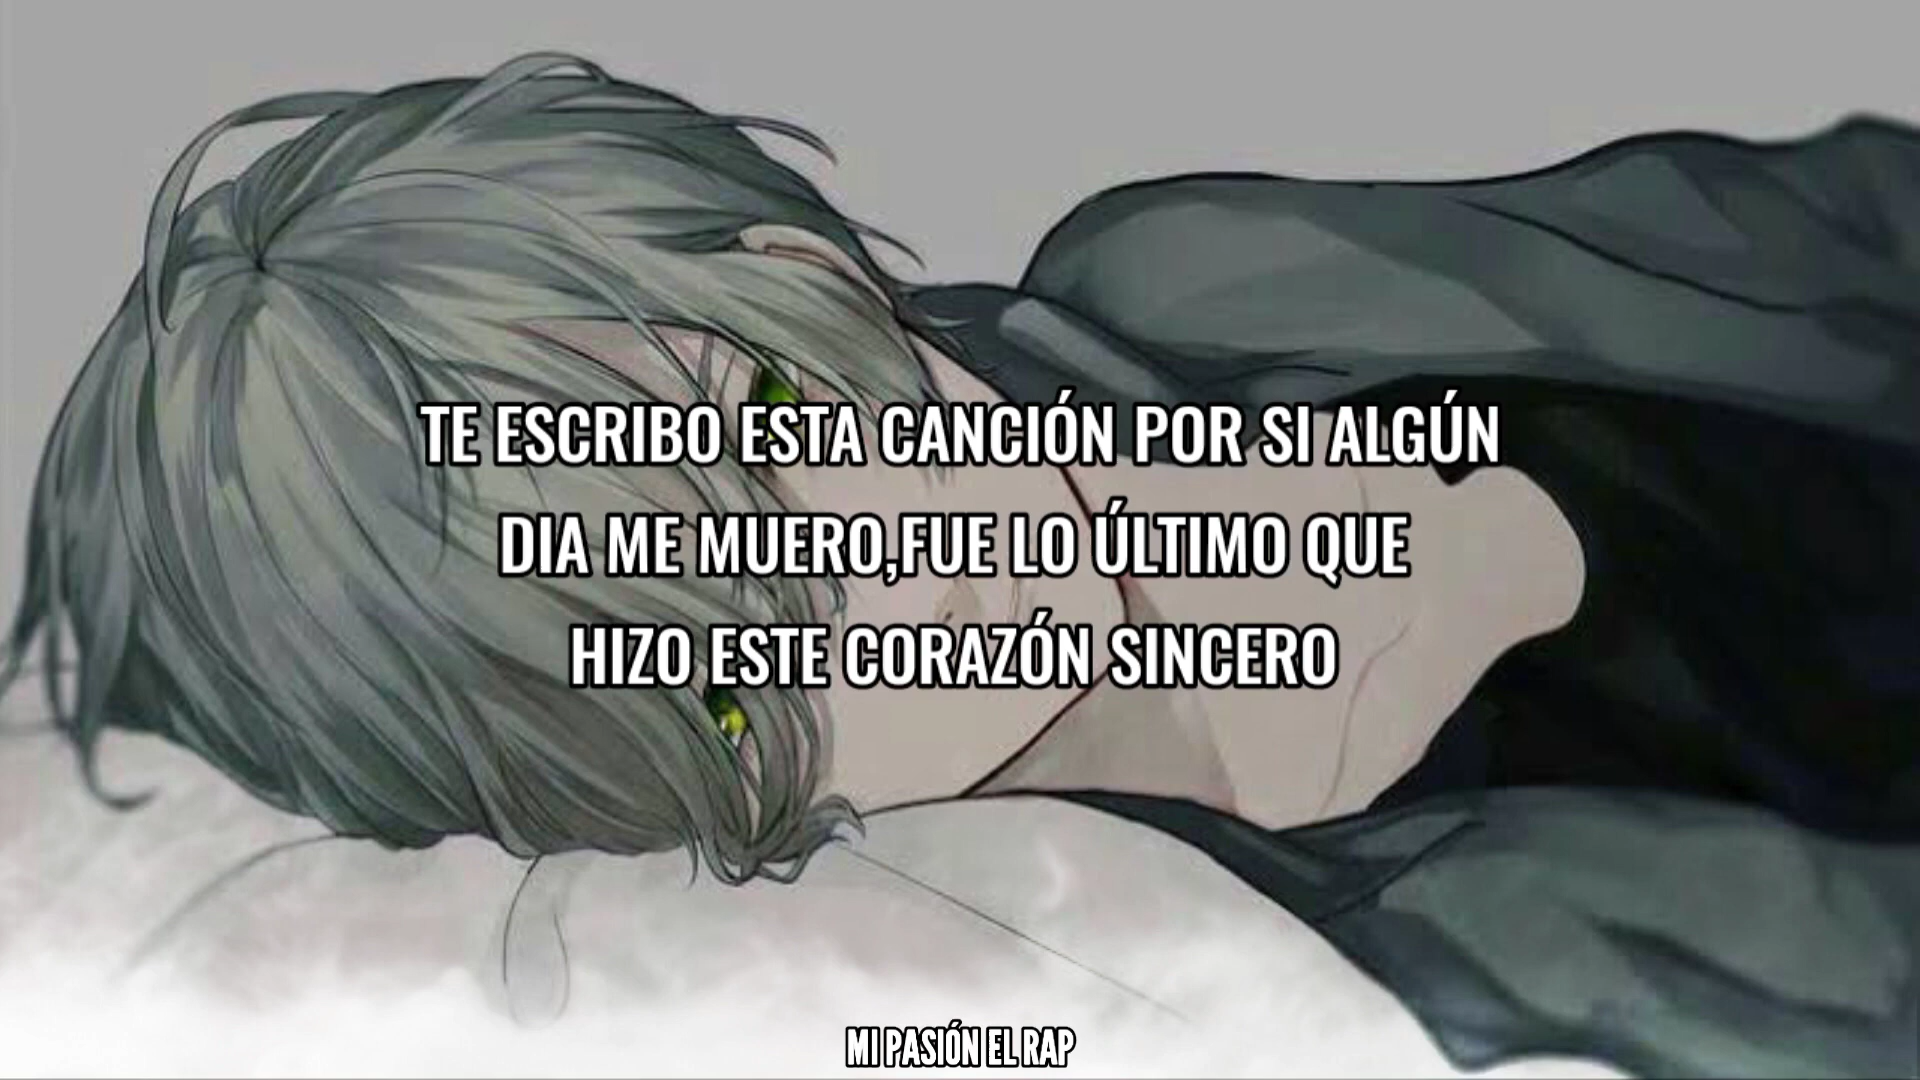 TE ESCRIBO ESTA CANCIÓN POR SI ALGÚN
DIA ME MUERO,FUE LO ÚLTIMO QUE
HIZO ESTE CORAZÓN SINCERO
MI PASIÓN EL RAP